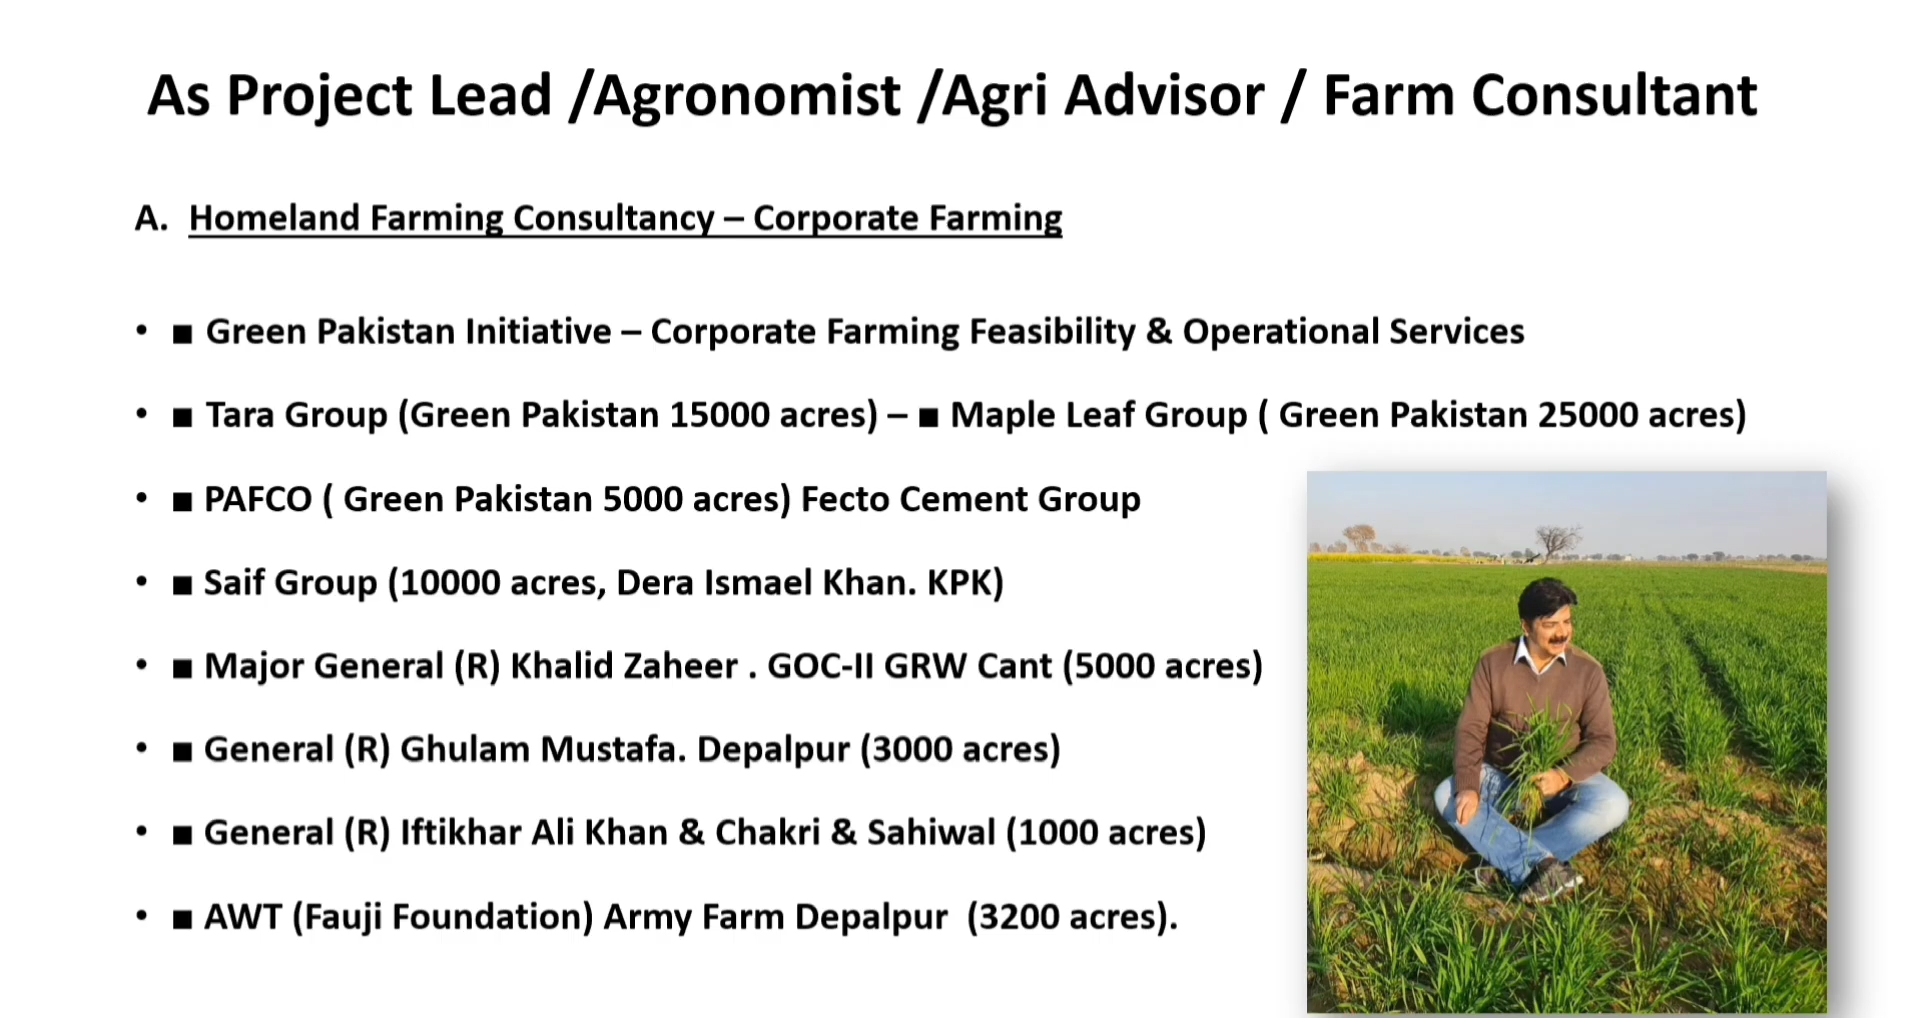 As Project Lead /Agronomist /Agri Advisor / Farm Consultant
A. Homeland Farming Consultancy – Corporate Farming
• ■ Green Pakistan Initiative – Corporate Farming Feasibility & Operational Services
• ■ Tara Group (Green Pakistan 15000 acres) – ■ Maple Leaf Group ( Green Pakistan 25000 acres)
• ■ PAFCO ( Green Pakistan 5000 acres) Fecto Cement Group
• ■ Saif Group (10000 acres, Dera Ismael Khan. KPK)
• ■ Major General (R) Khalid Zaheer . GOC-II GRW Cant (5000 acres)
• ■ General (R) Ghulam Mustafa. Depalpur (3000 acres)
• ■ General (R) Iftikhar Ali Khan & Chakri & Sahiwal (1000 acres)
• ■ AWT (Fauji Foundation) Army Farm Depalpur  (3200 acres).